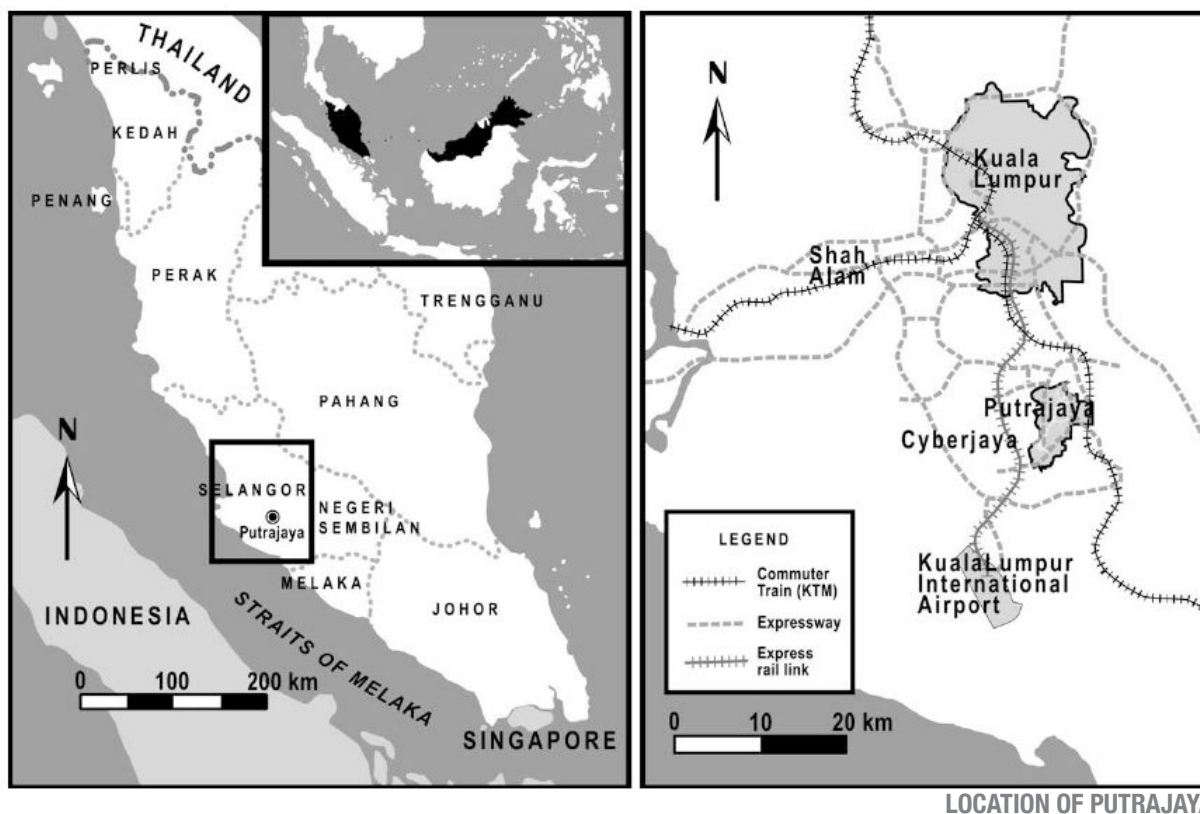 THAILAND
PERLIS
KEDAH
PENANG
PERAK
TRENGGANU
PAHANG
N
SELANGOR
Putrajaya
NEGERI
SEMBILAN
MELAKA
JOHOR
INDONESIA
STRAITS OF MELAKA
0 100 200 km
SINGAPORE
N
Kuala
Lumpur
Shah
Alam
Putrajaya
Cyberjaya
KualaLumpur
International
Airport
LEGEND
Commuter
Train (KTM)
Expressway
Express
rail link
0 10 20 km
LOCATION OF PUTRAJAY